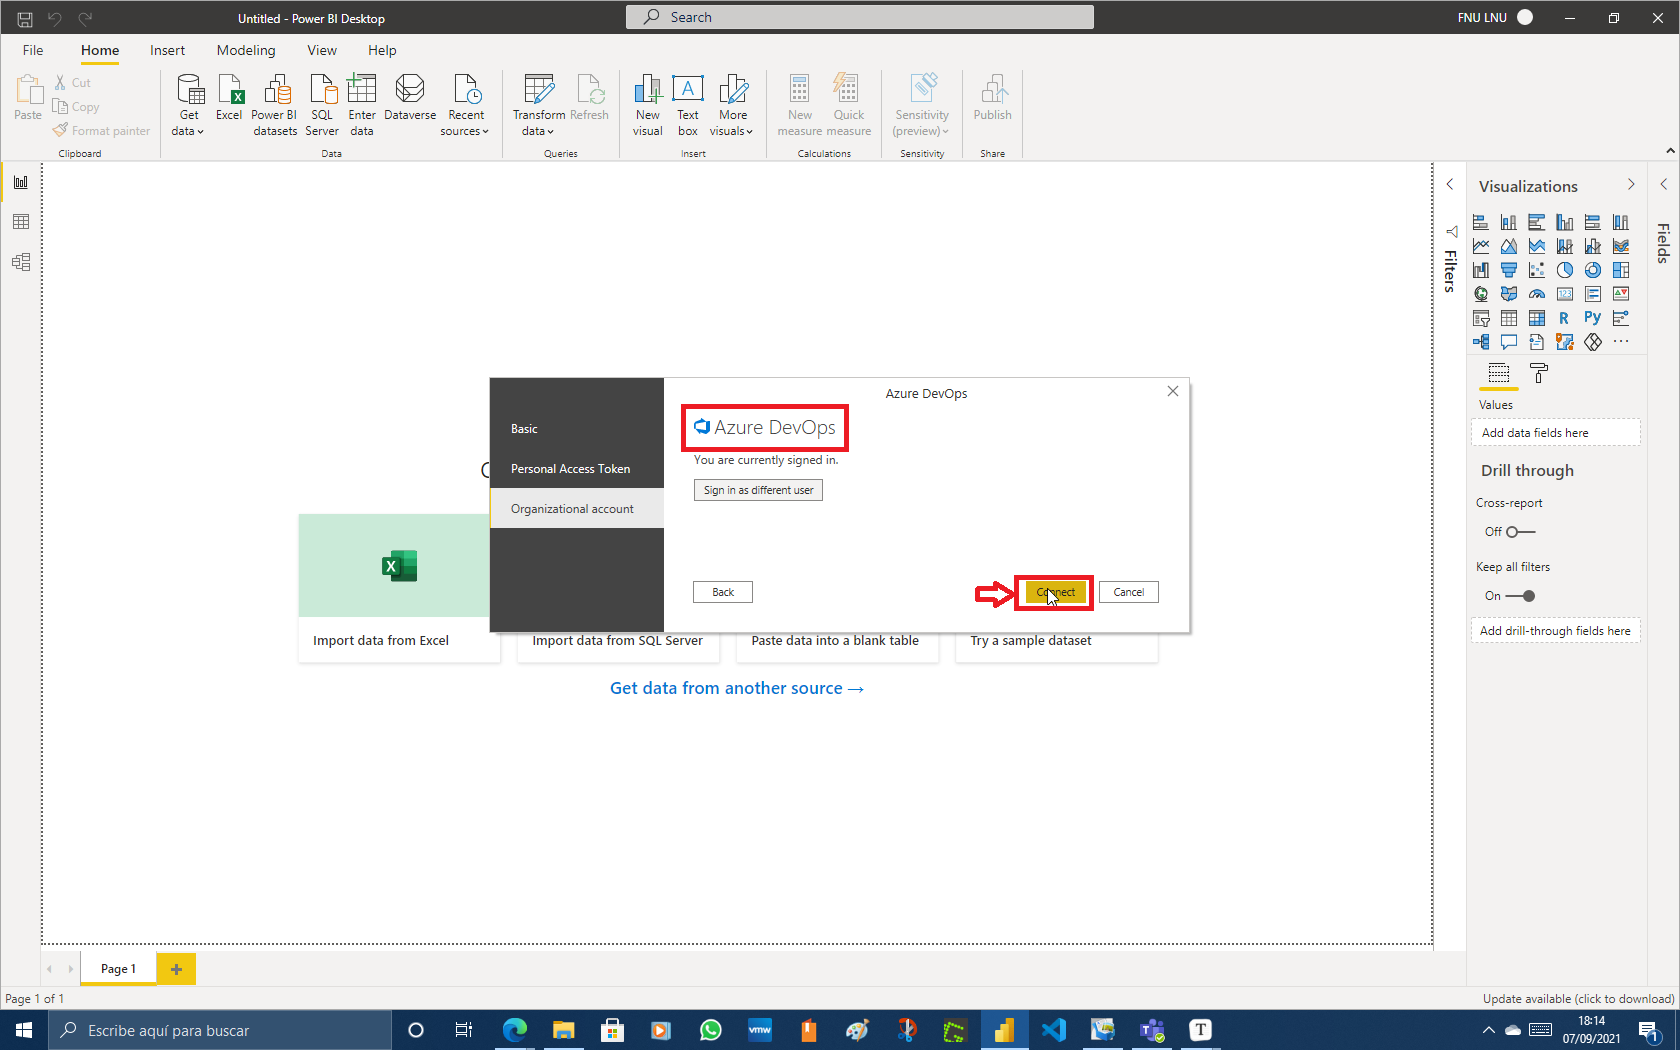 Untitled - Power BI Desktop
Search
FNU LNU
File
Home
Insert
Modeling
View
Help
Paste
Cut
Copy
Format painter
Clipboard
Get data
Excel
Power BI datasets
SQL Server
Enter data
Dataverse
Recent sources
Data
Transform data
Refresh
Queries
New visual
Text box
More visuals
Insert
New measure
Quick measure
Calculations
Sensitivity (preview)
Sensitivity
Publish
Share
Filters
Visualizations
Fields
123
R
Py
Values
Add data fields here
Drill through
Cross-report
Off
Keep all filters
On
Add drill-through fields here
Azure DevOps
Basic
Personal Access Token
Organizational account
Azure DevOps
You are currently signed in.
Sign in as different user
Back
Connect
Cancel
Import data from Excel
Import data from SQL Server
Paste data into a blank table
Try a sample dataset
Get data from another source →
Page 1
Page 1 of 1
Update available (click to download)
Escribe aquí para buscar
vmw
T
18:14
07/09/2021
1